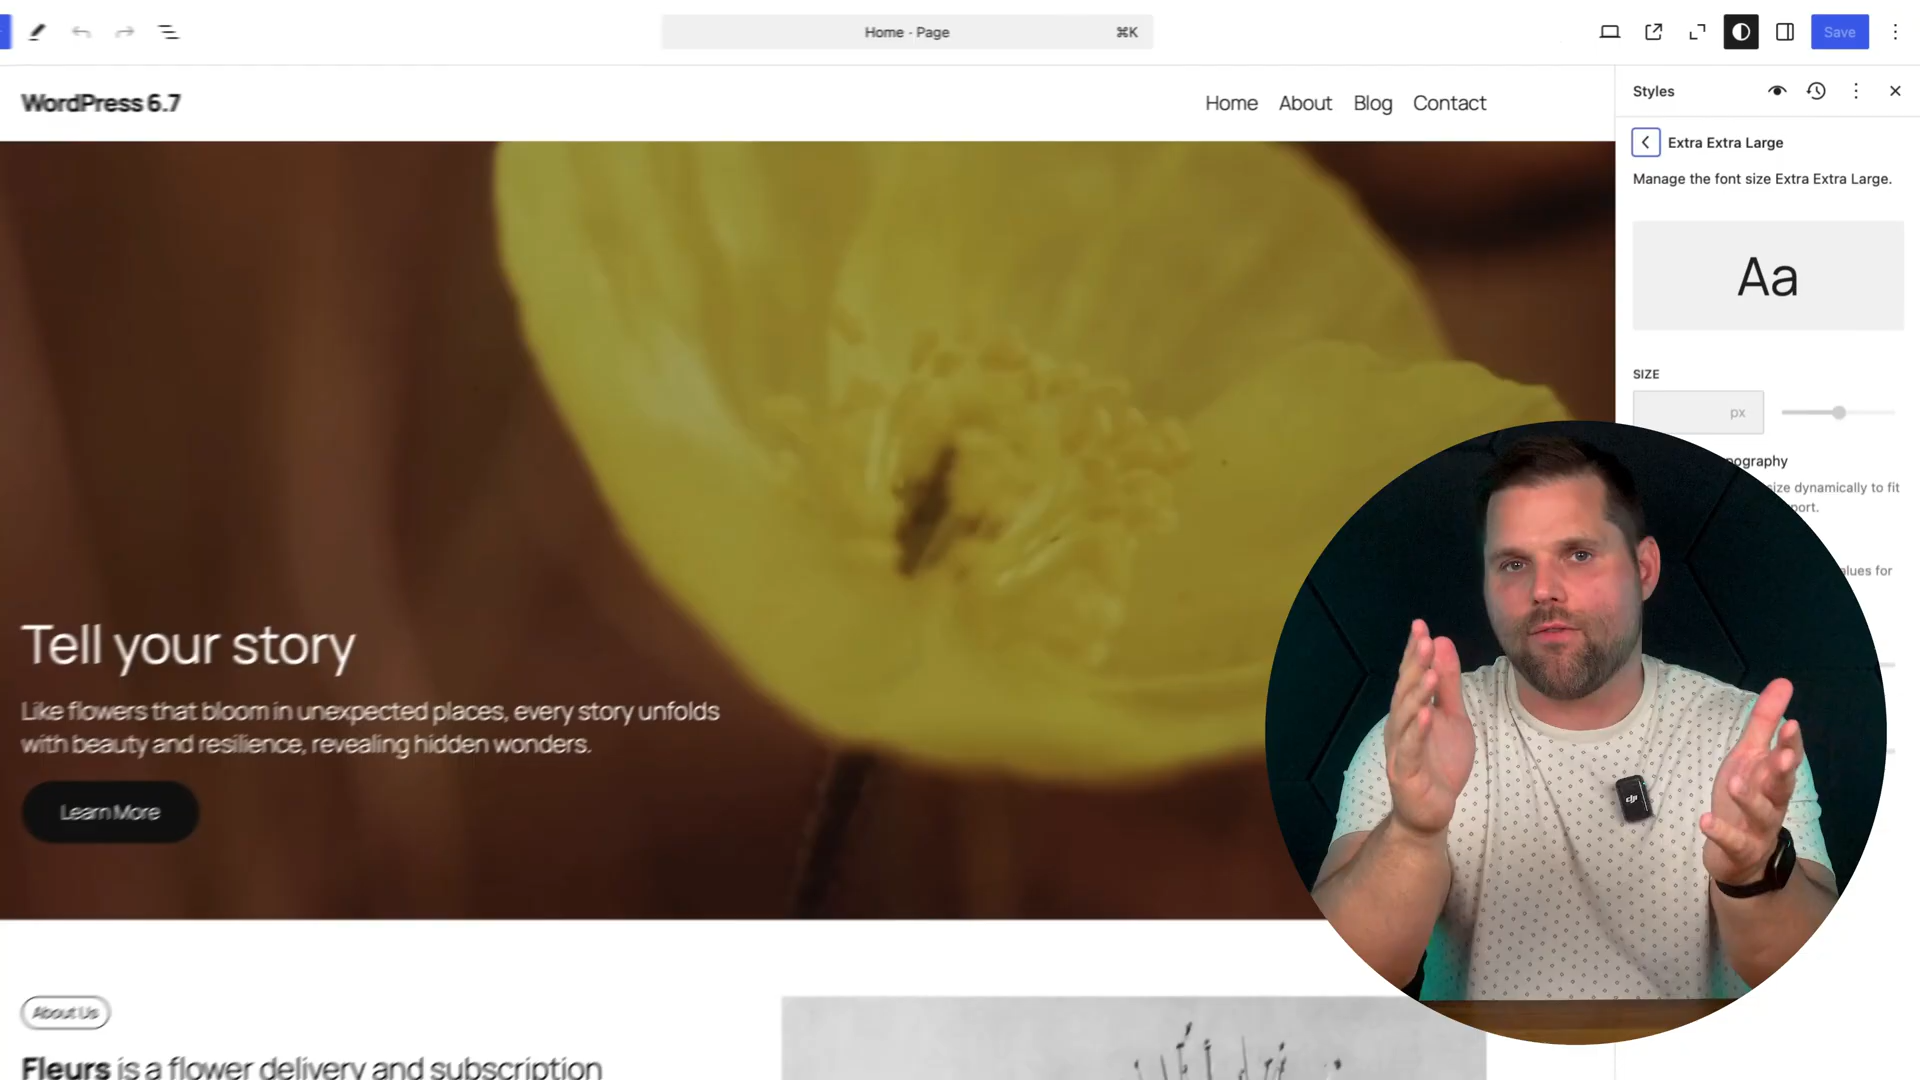 Home · Page
⌘K
Save
WordPress 6.7
Home About Blog Contact
Styles
Extra Extra Large
Manage the font size Extra Extra Large.
Aa
SIZE
px
pography
size dynamically to fit
port.
alues for
Tell your story
Like flowers that bloom in unexpected places, every story unfolds
with beauty and resilience, revealing hidden wonders.
Learn More
dji
About Us
Fleurs is a flower delivery and subscription